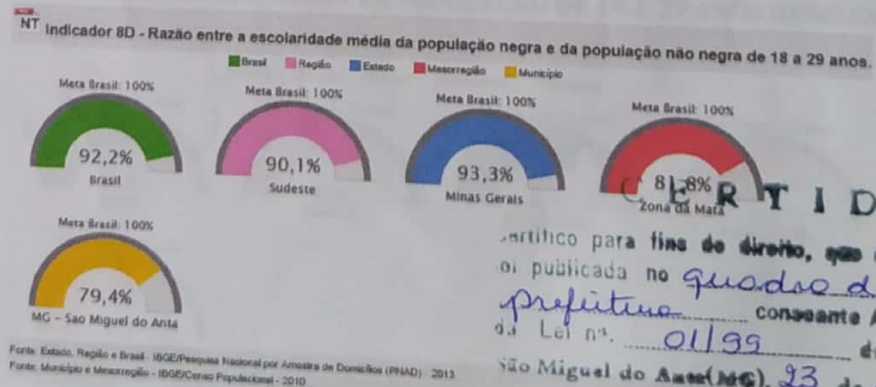 NT Indicador 8D - Razão entre a escolaridade média da população negra e da população não negra de 18 a 29 anos.
Brasil Região Estado Mesorregião Município
Meta Brasil: 100%
92,2%
Brasil
Meta Brasil: 100%
90,1%
Sudeste
Meta Brasil: 100%
93,3%
Minas Gerais
Meta Brasil: 100%
Zona da Mata
Meta Brasil: 100%
79,4%
MG - São Miguel do Anta
C E R T I D
para fins de direito, que
publicada no quadro d
prefeitura consoante A
da Lei nº. 01/99 d
São Miguel do Anta(MG) 23 de
Fonte: Estado, Região e Brasil - IBGE/Pesquisa Nacional por Amostra de Domicílios (PNAD) - 2013
Fonte: Município e Mesorregião - IBGE/Censo Populacional - 2010